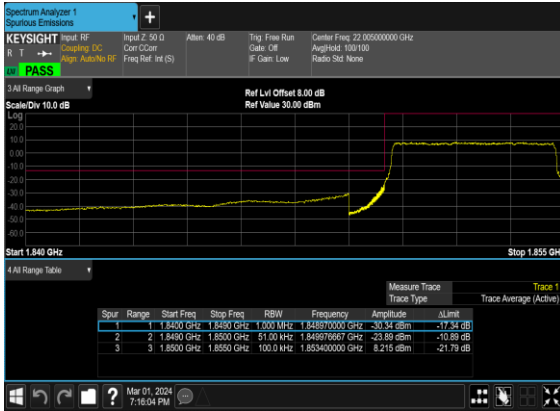 Spectrum Analyzer 1
Spurious Emissions
+
KEYSIGHT Input: RF Input Z: 50 Ω Atten: 40 dB Trig: Free Run Center Freq: 22.005000000 GHz
R T Coupling: DC Corr CCorr Gate: Off Avg|Hold: 100/100
Align: Auto/No RF Freq Ref: Int (S) IF Gain: Low Radio Std: None
PASS
3 All Range Graph
Ref Lvl Offset 8.00 dB
Scale/Div 10.0 dB Ref Value 30.00 dBm
Log
20.0
10.0
0.00
-10.0
-20.0
-30.0
-40.0
-50.0
-60.0
Start 1.840 GHz Stop 1.855 GH
4 All Range Table
Measure Trace Trace 1
Trace Type Trace Average (Active)
Spur Range Start Freq Stop Freq RBW Frequency Amplitude ΔLimit
1 1 1.8400 GHz 1.8490 GHz 1.000 MHz 1.848970000 GHz -30.34 dBm -17.34 dB
2 2 1.8490 GHz 1.8500 GHz 51.00 kHz 1.849976667 GHz -23.89 dBm -10.89 dB
3 3 1.8500 GHz 1.8550 GHz 100.0 kHz 1.853400000 GHz 8.215 dBm -21.79 dB
Mar 01, 2024
7:16:04 PM
?